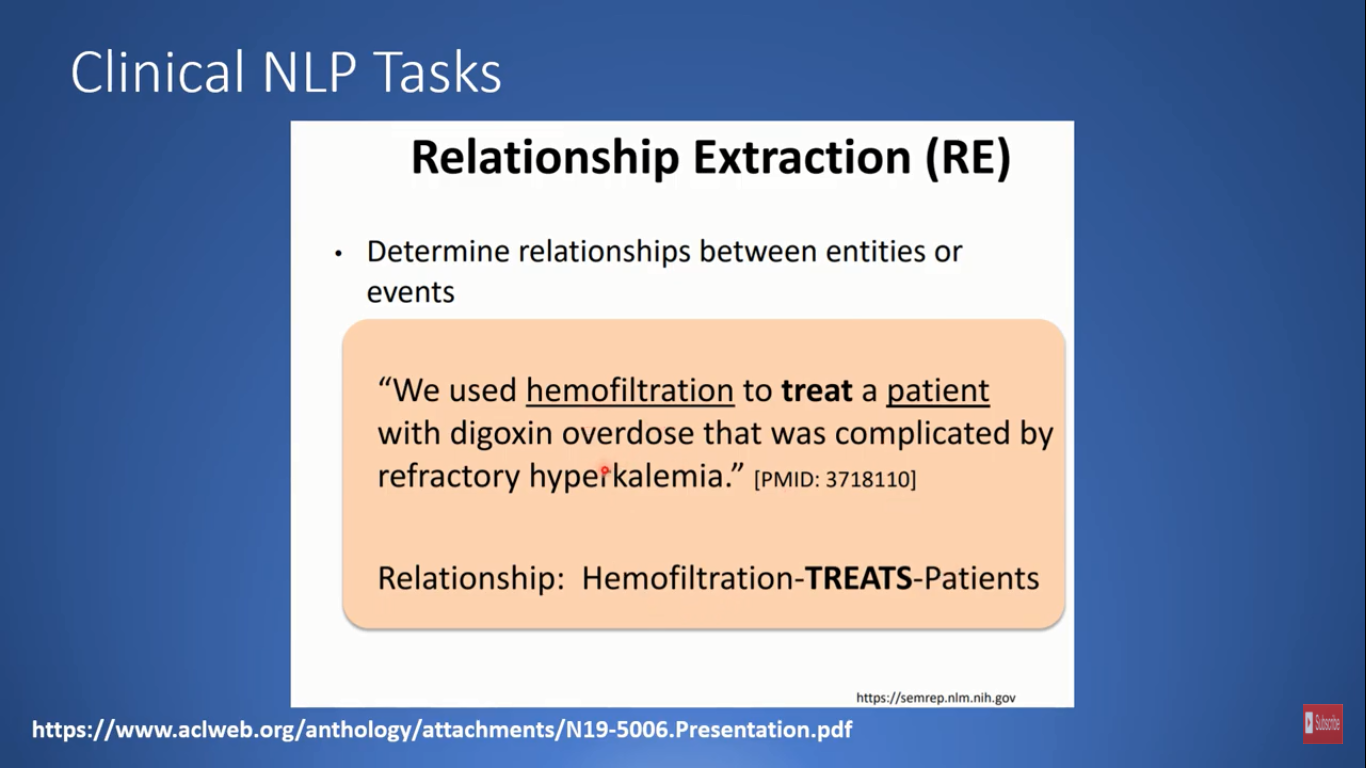 Clinical NLP Tasks
Relationship Extraction (RE)
• Determine relationships between entities or
events
“We used hemofiltration to treat a patient
with digoxin overdose that was complicated by
refractory hyperkalemia.” [PMID: 3718110]
Relationship: Hemofiltration-TREATS-Patients
https://semrep.nlm.nih.gov
https://www.aclweb.org/anthology/attachments/N19-5006.Presentation.pdf
Subscribe